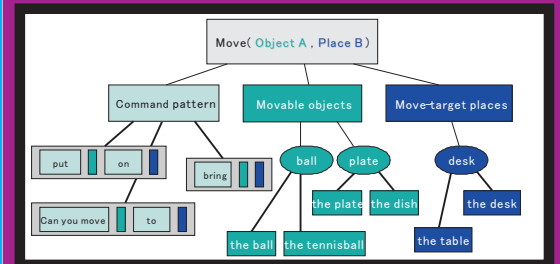 Move( Object A , Place B )
Command pattern
Movable objects
Move-target places
put
on
bring
ball
plate
desk
Can you move
to
the plate
the dish
the desk
the ball
the tennisball
the table